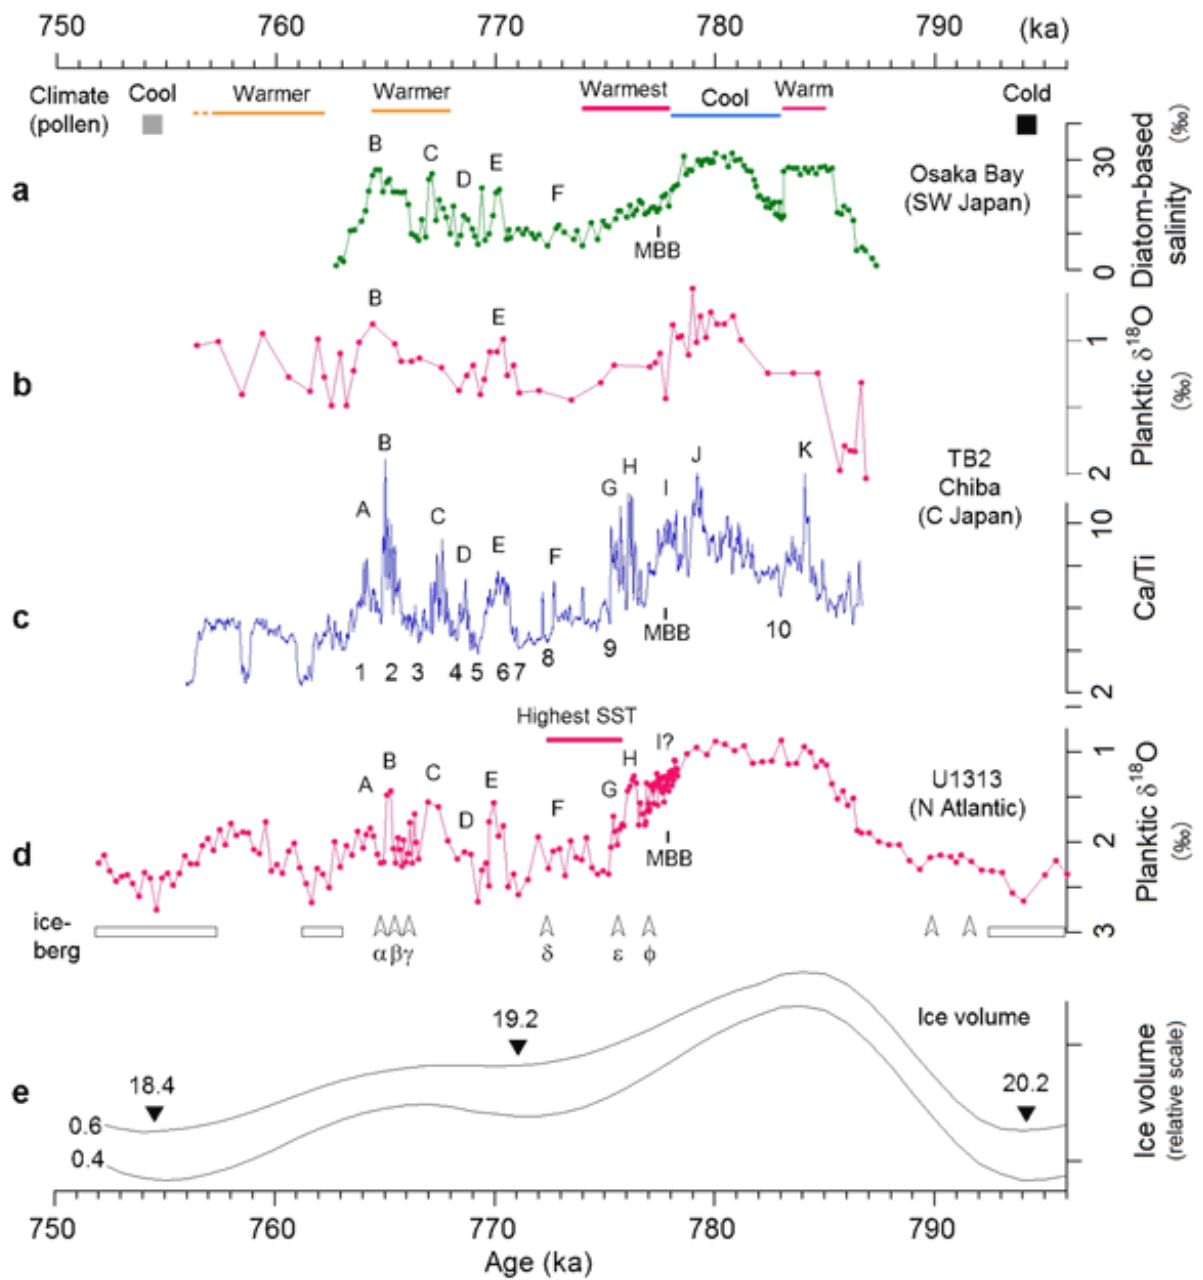 750 760 770 780 790 (ka)
Climate
(pollen)
Cool
Warmer
Warmer
Warmest
Cool
Warm
Cold
a
B C D E F
MBB
Osaka Bay
(SW Japan)
30
0
Diatom-based
salinity
(‰)
b
B E
1
2
Planktic δ18O
(‰)
TB2
Chiba
(C Japan)
c
A B C D E F G H I J K
MBB
1 2 3 4 5 6 7 8 9 10
10
2
Ca/Ti
Highest SST
d
A B C D E F G H I?
MBB
U1313
(N Atlantic)
1
2
3
Planktic δ18O
(‰)
ice-
berg
α β γ δ ε ϕ
e
18.4
19.2
20.2
Ice volume
0.6
0.4
Ice volume
(relative scale)
750 760 770 780 790
Age (ka)